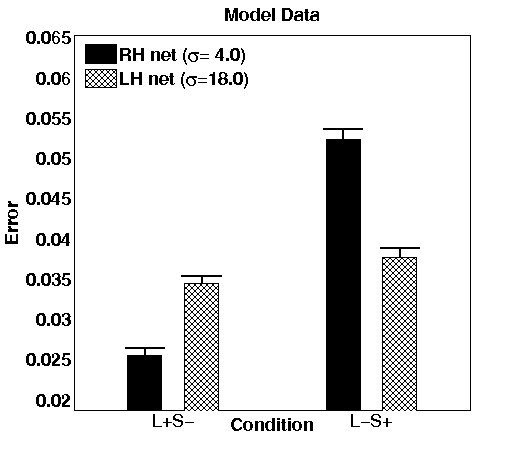 Model Data
0.065
0.06
0.055
0.05
0.045
0.04
0.035
0.03
0.025
0.02
Error
RH net (σ= 4.0)
LH net (σ=18.0)
L+S−
L−S+
Condition